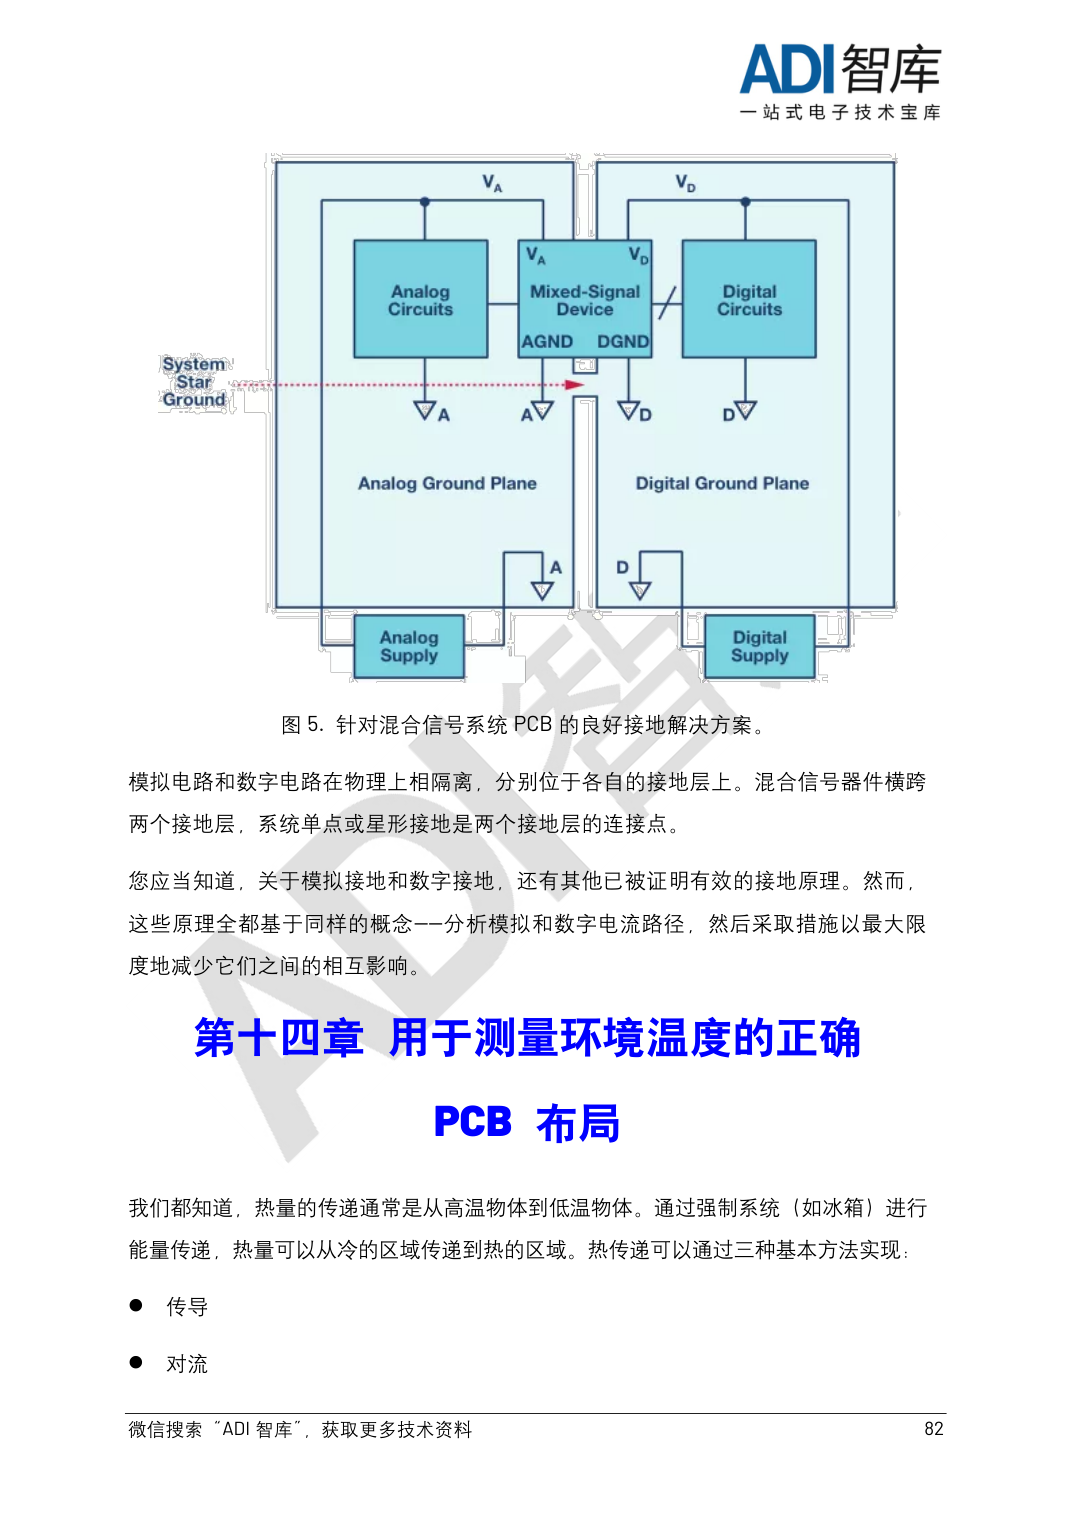 ADI智库
一站式电子技术宝库
VA
VD
VA
VD
Analog
Circuits
Mixed-Signal
Device
Digital
Circuits
AGND
DGND
System
Star
Ground
A
A
D
D
Analog Ground Plane
Digital Ground Plane
A
D
Analog
Supply
Digital
Supply
图 5. 针对混合信号系统 PCB 的良好接地解决方案。
模拟电路和数字电路在物理上相隔离，分别位于各自的接地层上。混合信号器件横跨
两个接地层，系统单点或星形接地是两个接地层的连接点。
您应当知道，关于模拟接地和数字接地，还有其他已被证明有效的接地原理。然而，
这些原理全都基于同样的概念——分析模拟和数字电流路径，然后采取措施以最大限
度地减少它们之间的相互影响。
第十四章 用于测量环境温度的正确
PCB 布局
我们都知道，热量的传递通常是从高温物体到低温物体。通过强制系统（如冰箱）进行
能量传递，热量可以从冷的区域传递到热的区域。热传递可以通过三种基本方法实现：
● 传导
● 对流
微信搜索“ADI 智库”，获取更多技术资料
82
ADI智